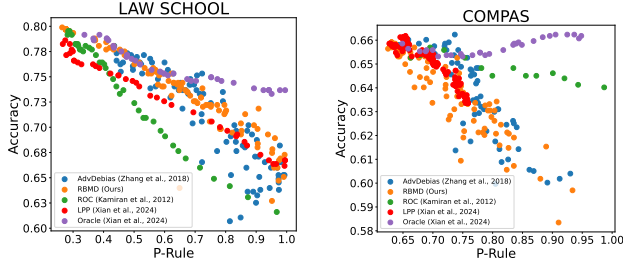 LAW SCHOOL
0.80
0.78
0.75
0.73
0.70
0.68
0.65
0.63
0.60
Accuracy
AdvDebias (Zhang et al., 2018)
RBMD (Ours)
ROC (Kamiran et al., 2012)
LPP (Xian et al., 2024)
Oracle (Xian et al., 2024)
0.3 0.4 0.5 0.6 0.7 0.8 0.9 1.0
P-Rule
COMPAS
0.66
0.65
0.64
0.63
0.62
0.61
0.60
0.59
0.58
Accuracy
AdvDebias (Zhang et al., 2018)
RBMD (Ours)
ROC (Kamiran et al., 2012)
LPP (Xian et al., 2024)
Oracle (Xian et al., 2024)
0.65 0.70 0.75 0.80 0.85 0.90 0.95 1.00
P-Rule